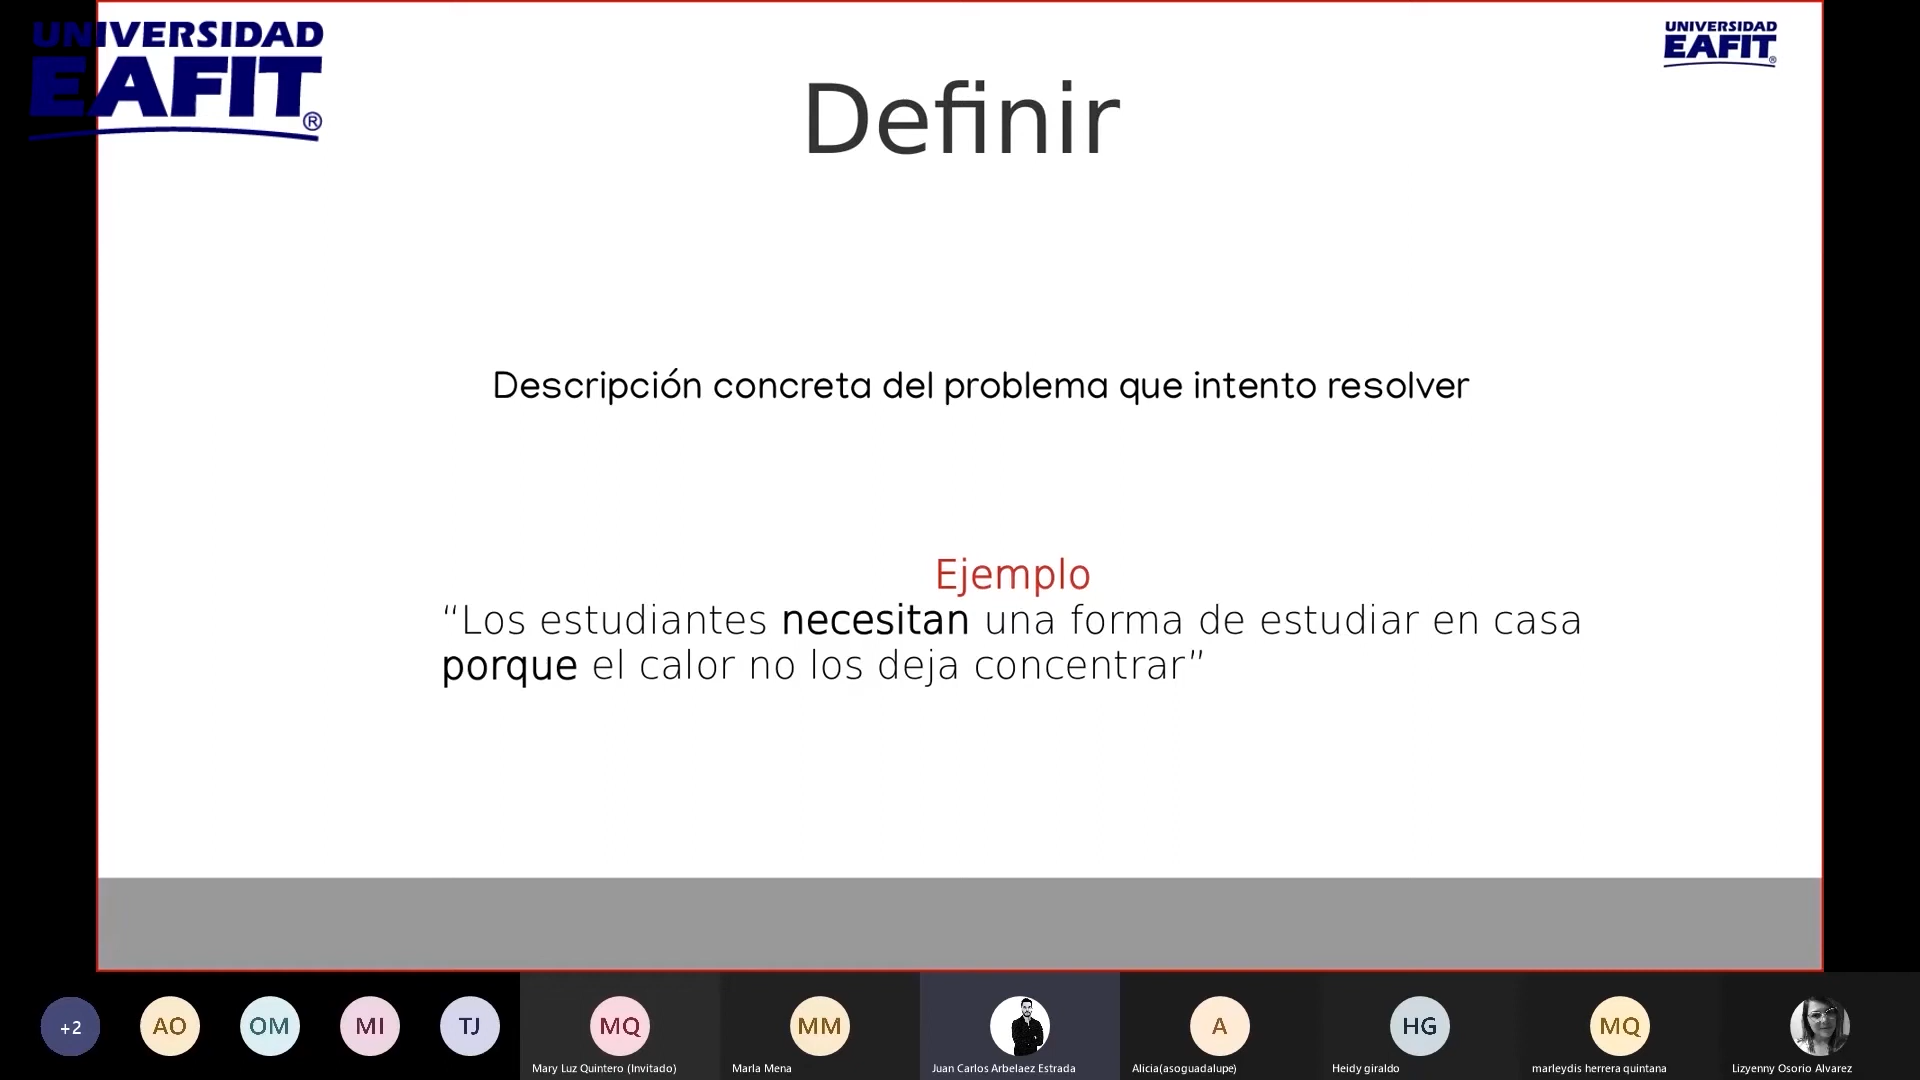 UNIVERSIDAD
EAFIT®
UNIVERSIDAD
EAFIT®
Definir
Descripción concreta del problema que intento resolver
Ejemplo
“Los estudiantes necesitan una forma de estudiar en casa
porque el calor no los deja concentrar”
+2
AO
OM
MI
TJ
MQ
MM
A
HG
MQ
Mary Luz Quintero (Invitado)
Marla Mena
Juan Carlos Arbelaez Estrada
Alicia(asoguadalupe)
Heidy giraldo
marleydis herrera quintana
Lizyenny Osorio Alvarez